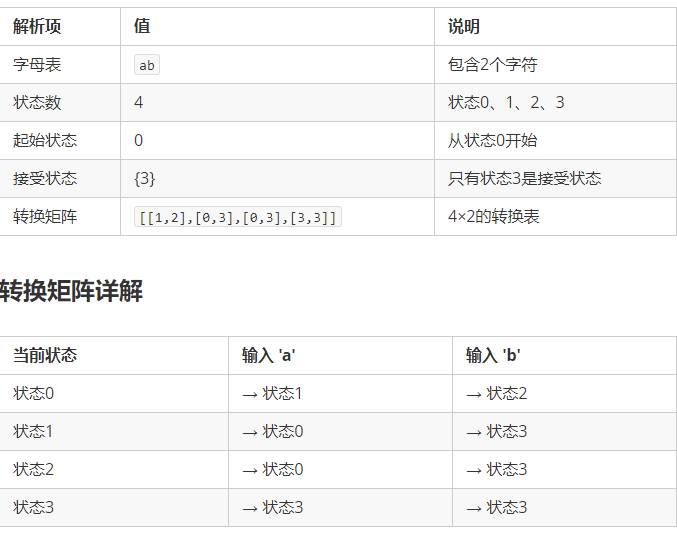 解析项 值 说明
字母表 ab 包含2个字符
状态数 4 状态0、1、2、3
起始状态 0 从状态0开始
接受状态 {3} 只有状态3是接受状态
转换矩阵 [[1,2],[0,3],[0,3],[3,3]] 4×2的转换表
转换矩阵详解
当前状态 输入 'a' 输入 'b'
状态0 → 状态1 → 状态2
状态1 → 状态0 → 状态3
状态2 → 状态0 → 状态3
状态3 → 状态3 → 状态3